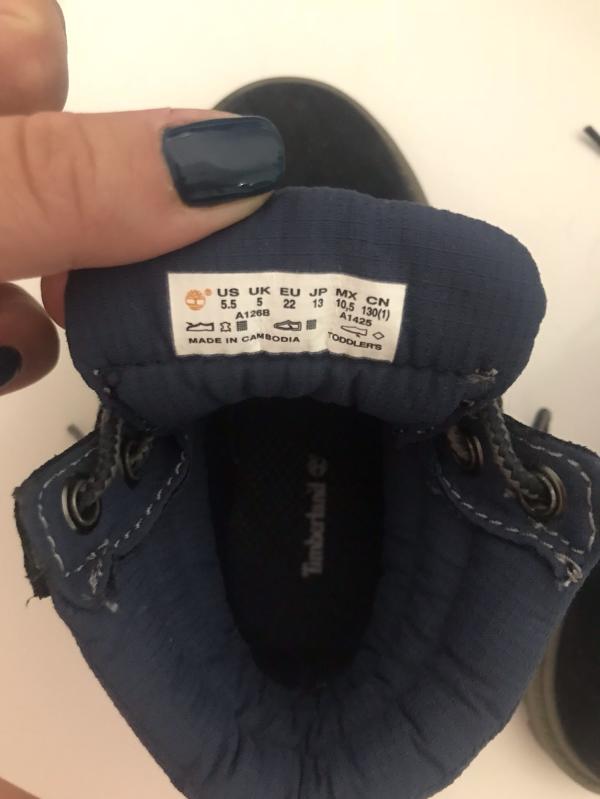 ® US UK EU JP MX CN
5.5 5 22 13 10,5 130(1)
A126B A1425
MADE IN CAMBODIA TODDLER'S
Timberland